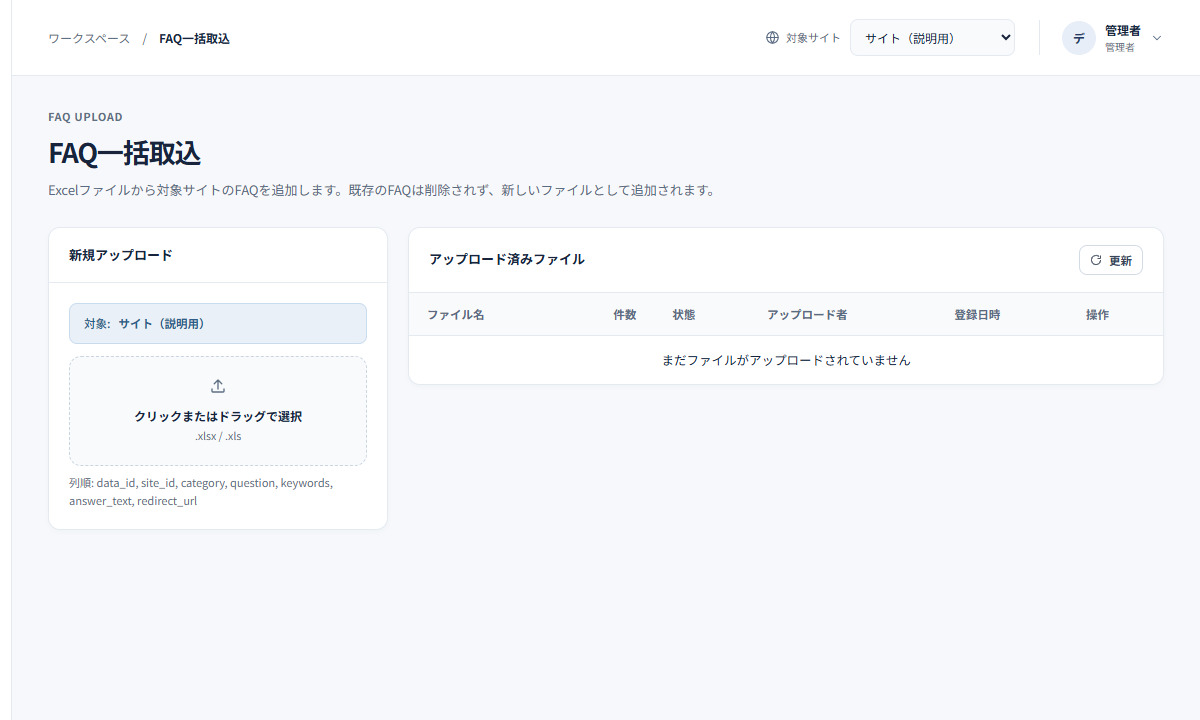 ワークスペース / FAQ一括取込
対象サイト サイト（説明用）
デ 管理者
管理者
FAQ UPLOAD
FAQ一括取込
Excelファイルから対象サイトのFAQを追加します。既存のFAQは削除されず、新しいファイルとして追加されます。
新規アップロード
対象: サイト（説明用）
クリックまたはドラッグで選択
.xlsx / .xls
列順: data_id, site_id, category, question, keywords,
answer_text, redirect_url
アップロード済みファイル
更新
ファイル名 件数 状態 アップロード者 登録日時 操作
まだファイルがアップロードされていません